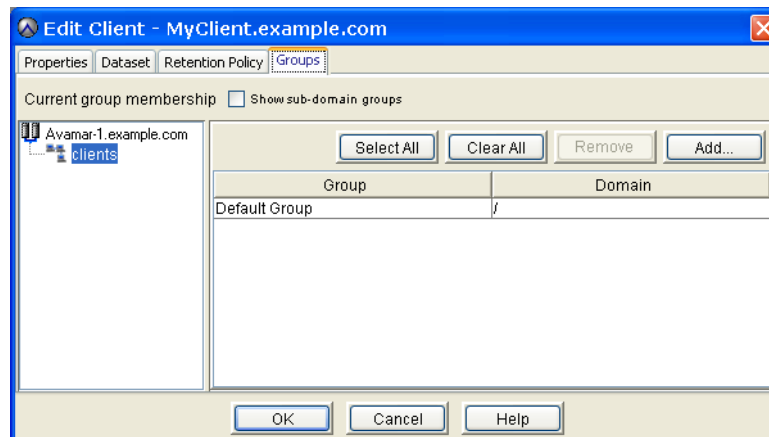 Edit Client - MyClient.example.com
Properties Dataset Retention Policy Groups
Current group membership Show sub-domain groups
Avamar-1.example.com
clients
Select All Clear All Remove Add...
Group Domain
Default Group /
OK Cancel Help